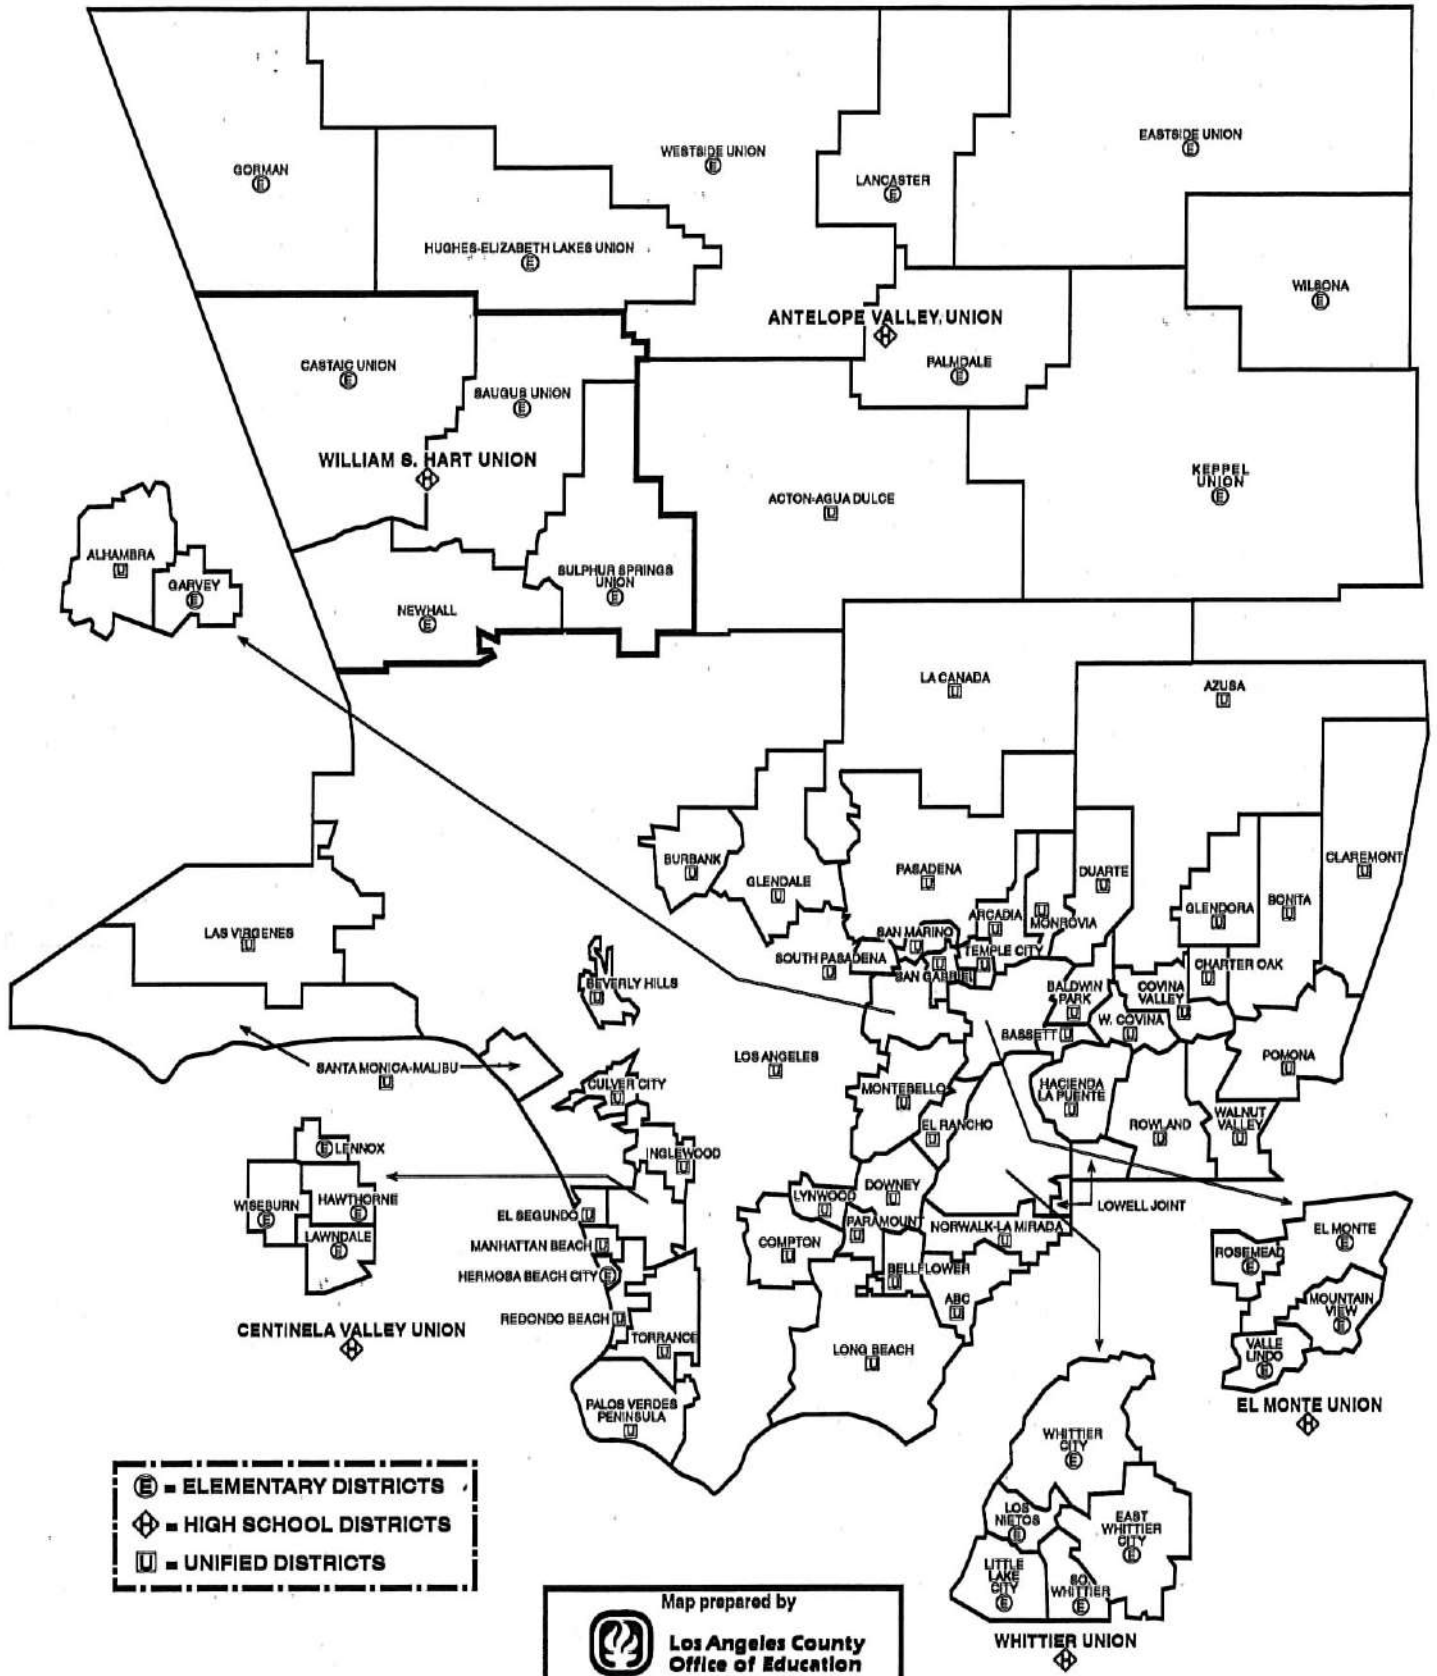 GORMAN
E
WESTSIDE UNION
E
LANCASTER
E
EASTSIDE UNION
E
HUGHES-ELIZABETH LAKES UNION
E
WILSONA
E
ANTELOPE VALLEY UNION
H
CASTAIC UNION
E
SAUGUS UNION
E
PALMDALE
E
WILLIAM S. HART UNION
H
ACTON-AGUA DULCE
U
KEPPEL
UNION
E
ALHAMBRA
U
GARVEY
E
SULPHUR SPRINGS
UNION
E
NEWHALL
E
LA CANADA
U
AZUSA
U
BURBANK
U
GLENDALE
U
PASADENA
U
DUARTE
U
CLAREMONT
U
ARCADIA
U
MONROVIA
U
GLENDORA
U
BONITA
U
LAS VIRGENES
U
SAN MARINO
U
SOUTH PASADENA
U
SAN GABRIEL
U
TEMPLE CITY
U
CHARTER OAK
U
BEVERLY HILLS
U
BALDWIN
PARK
U
COVINA
VALLEY
U
W. COVINA
U
BASSETT
U
LOS ANGELES
U
POMONA
U
SANTA MONICA-MALIBU
U
CULVER CITY
U
MONTEBELLO
U
HACIENDA
LA PUENTE
U
EL RANCHO
U
ROWLAND
U
WALNUT
VALLEY
U
LENNOX
E
INGLEWOOD
U
WISEBURN
E
HAWTHORNE
E
LAWNDALE
E
EL SEGUNDO
U
LYNWOOD
U
DOWNEY
U
LOWELL JOINT
MANHATTAN BEACH
U
COMPTON
U
PARAMOUNT
U
NORWALK-LA MIRADA
U
HERMOSA BEACH CITY
E
BELLFLOWER
U
ABC
U
REDONDO BEACH
U
TORRANCE
U
LONG BEACH
U
CENTINELA VALLEY UNION
H
PALOS VERDES
PENINSULA
U
EL MONTE
E
ROSEMEAD
E
MOUNTAIN
VIEW
E
VALLE
LINDO
E
EL MONTE UNION
H
WHITTIER
CITY
E
LOS
NIETOS
E
EAST
WHITTIER
CITY
E
LITTLE
LAKE
CITY
E
SO.
WHITTIER
E
WHITTIER UNION
H
E = ELEMENTARY DISTRICTS
H = HIGH SCHOOL DISTRICTS
U = UNIFIED DISTRICTS
Map prepared by
Los Angeles County
Office of Education